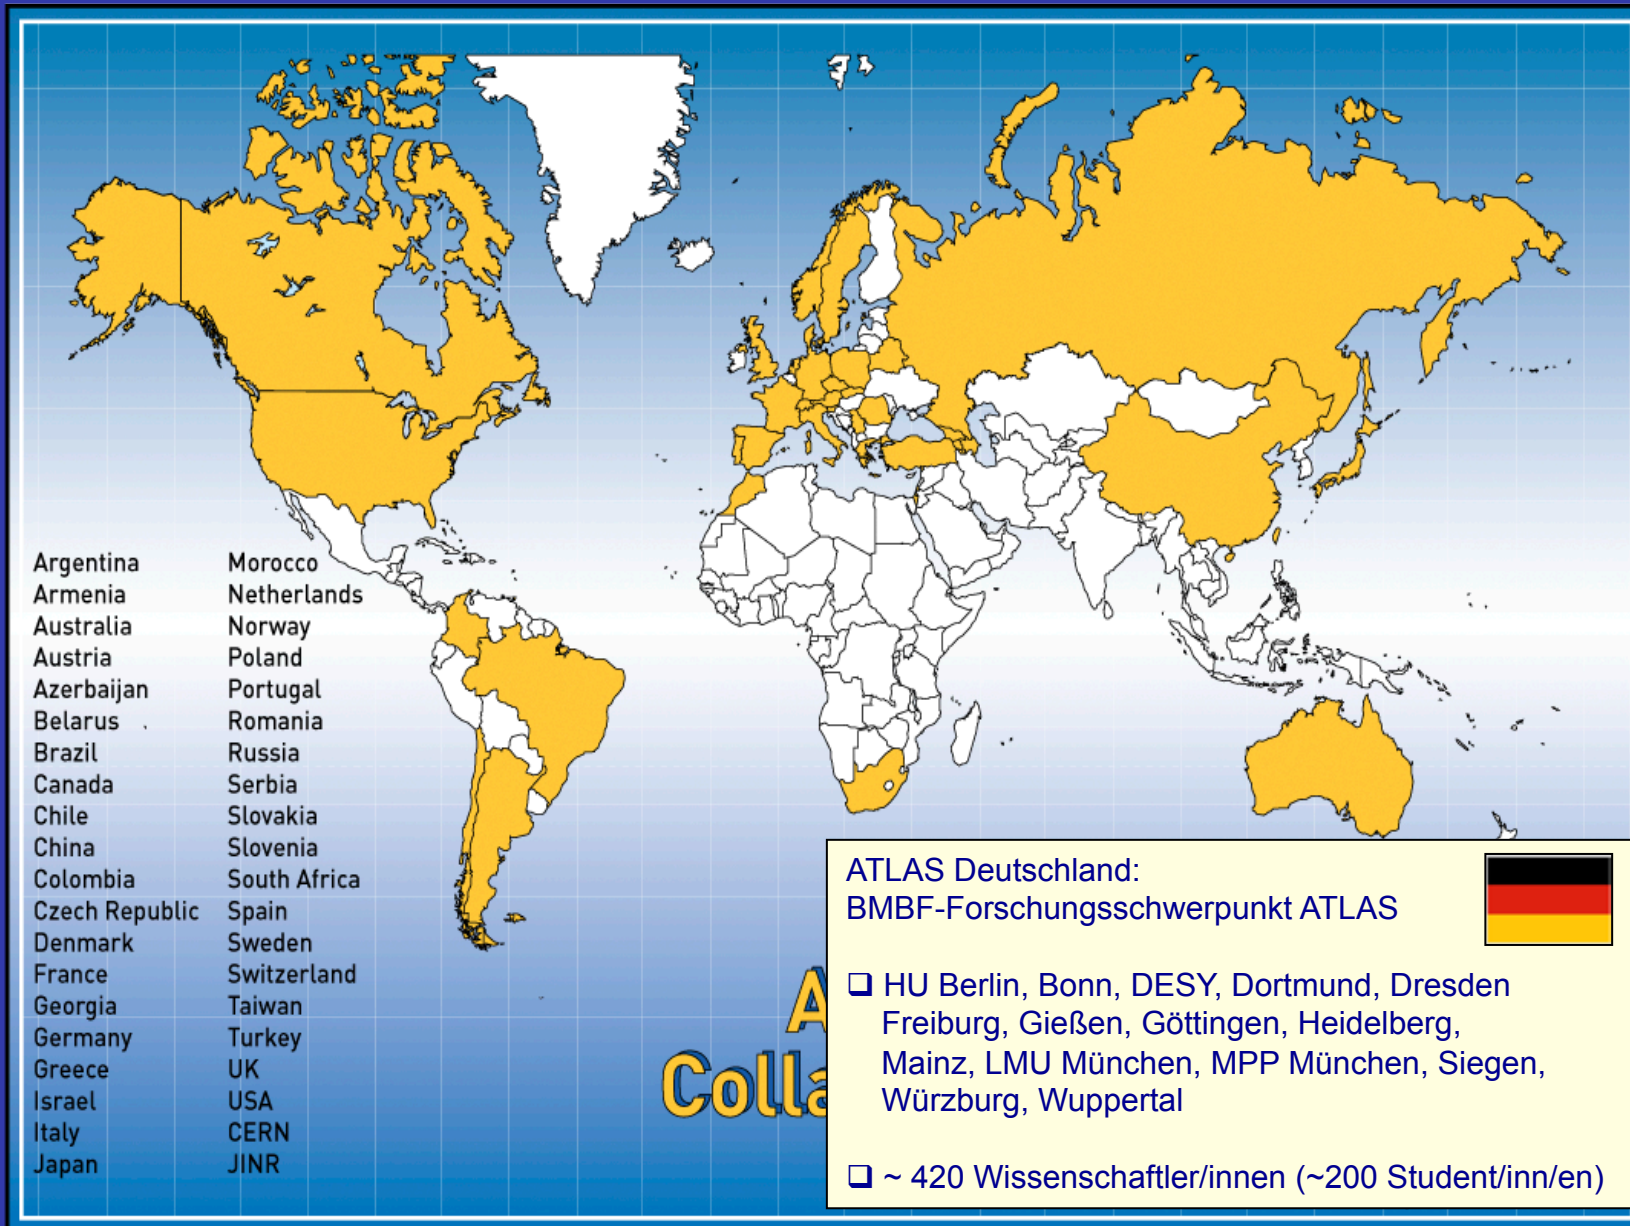 Argentina
Armenia
Australia
Austria
Azerbaijan
Belarus
Brazil
Canada
Chile
China
Colombia
Czech Republic
Denmark
France
Georgia
Germany
Greece
Israel
Italy
Japan
Morocco
Netherlands
Norway
Poland
Portugal
Romania
Russia
Serbia
Slovakia
Slovenia
South Africa
Spain
Sweden
Switzerland
Taiwan
Turkey
UK
USA
CERN
JINR
A
Colla
ATLAS Deutschland:
BMBF-Forschungsschwerpunkt ATLAS
❑ HU Berlin, Bonn, DESY, Dortmund, Dresden
Freiburg, Gießen, Göttingen, Heidelberg,
Mainz, LMU München, MPP München, Siegen,
Würzburg, Wuppertal
❑ ~ 420 Wissenschaftler/innen (~200 Student/inn/en)